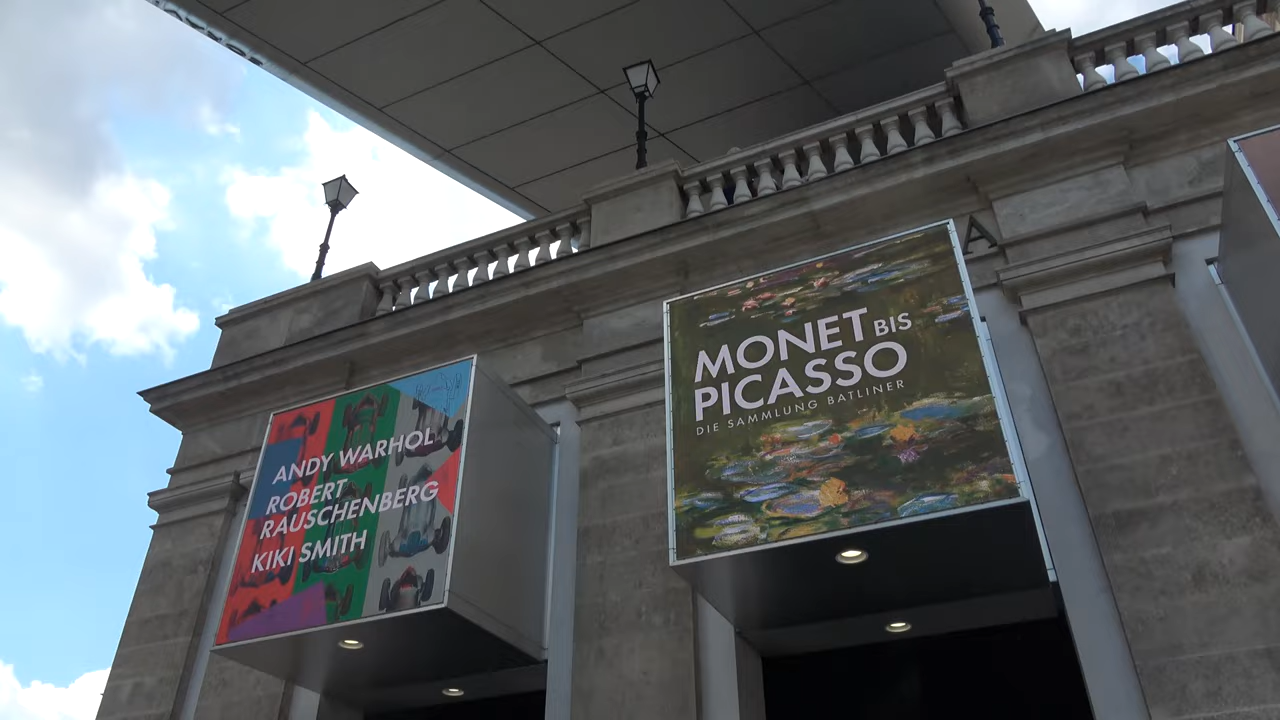 ANDY WARHOL
ROBERT
RAUSCHENBERG
KIKI SMITH
MONET BIS
PICASSO
DIE SAMMLUNG BATLINER
A